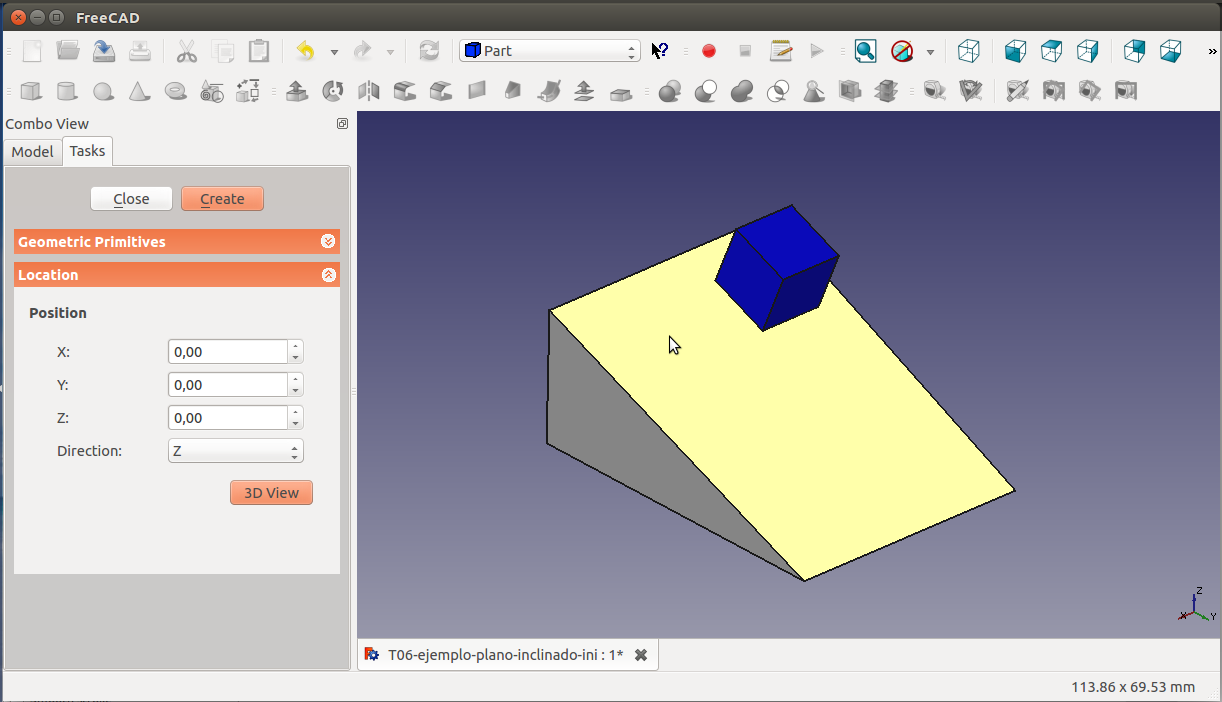 FreeCAD
Part
Combo View
Model Tasks
Close Create
Geometric Primitives
Location
Position
X: 0,00
Y: 0,00
Z: 0,00
Direction: Z
3D View
Z
X Y
T06-ejemplo-plano-inclinado-ini : 1*
113.86 x 69.53 mm